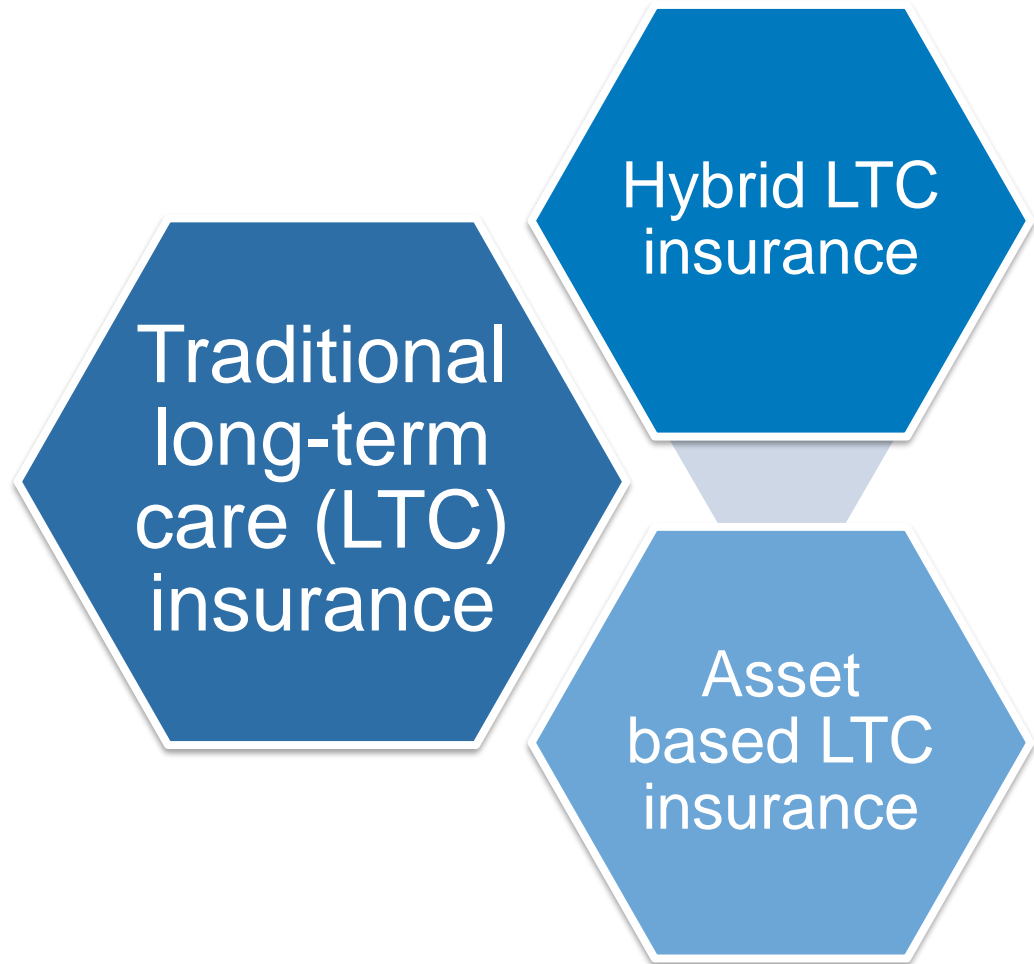 Traditional
long-term
care (LTC)
insurance
Hybrid LTC
insurance
Asset
based LTC
insurance